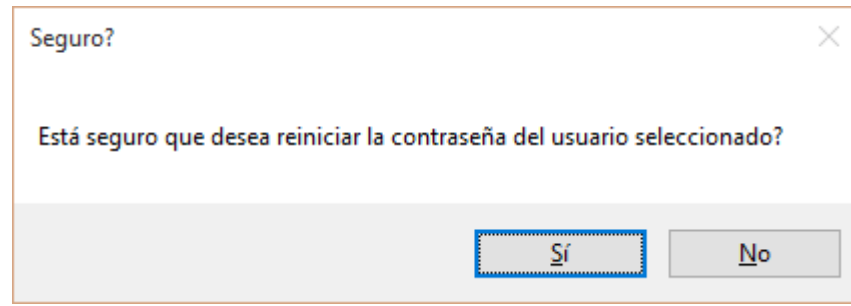 Seguro?
Está seguro que desea reiniciar la contraseña del usuario seleccionado?
Sí
No